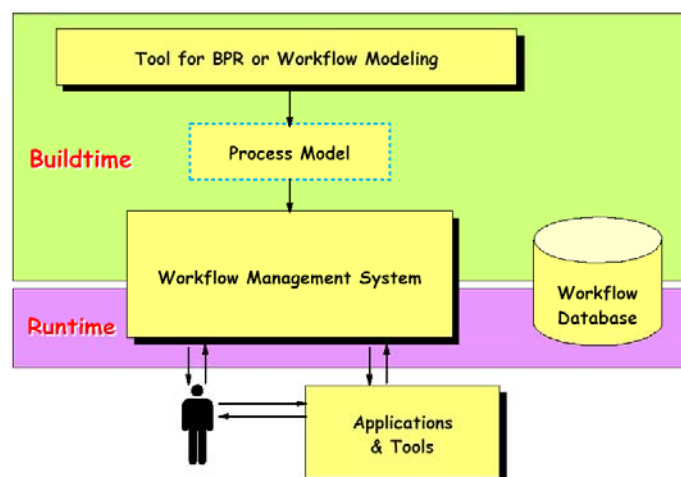 Tool for BPR or Workflow Modeling
Process Model
Buildtime
Workflow Management System
Workflow
Database
Runtime
Applications
& Tools